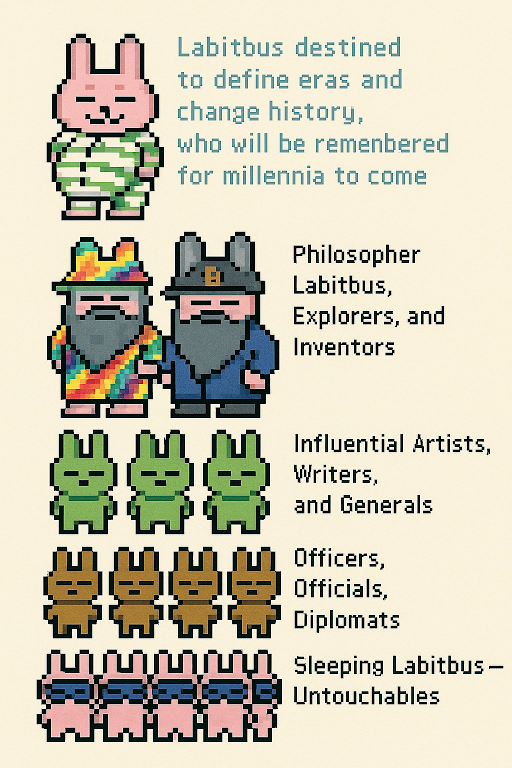 Labitbus destined
to define eras and
change history,
who will be remenbered
for millennia to come
Philosopher
Labitbus,
Explorers, and
Inventors
Influential Artists,
Writers,
and Generals
Officers,
Officials,
Diplomats
Sleeping Labitbus—
Untouchables